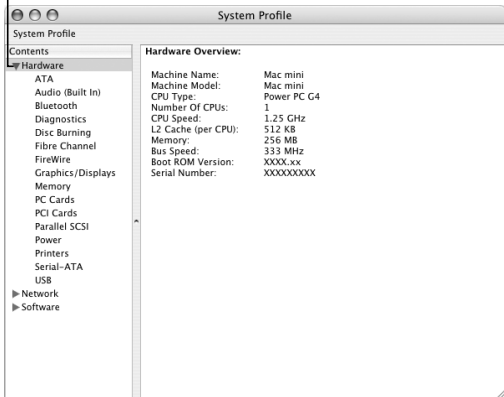 System Profile
System Profile
Contents
Hardware
ATA
Audio (Built In)
Bluetooth
Diagnostics
Disc Burning
Fibre Channel
FireWire
Graphics/Displays
Memory
PC Cards
PCI Cards
Parallel SCSI
Power
Printers
Serial-ATA
USB
Network
Software
Hardware Overview:
Machine Name: Mac mini
Machine Model: Mac mini
CPU Type: Power PC G4
Number Of CPUs: 1
CPU Speed: 1.25 GHz
L2 Cache (per CPU): 512 KB
Memory: 256 MB
Bus Speed: 333 MHz
Boot ROM Version: XXXX.xx
Serial Number: XXXXXXXXX